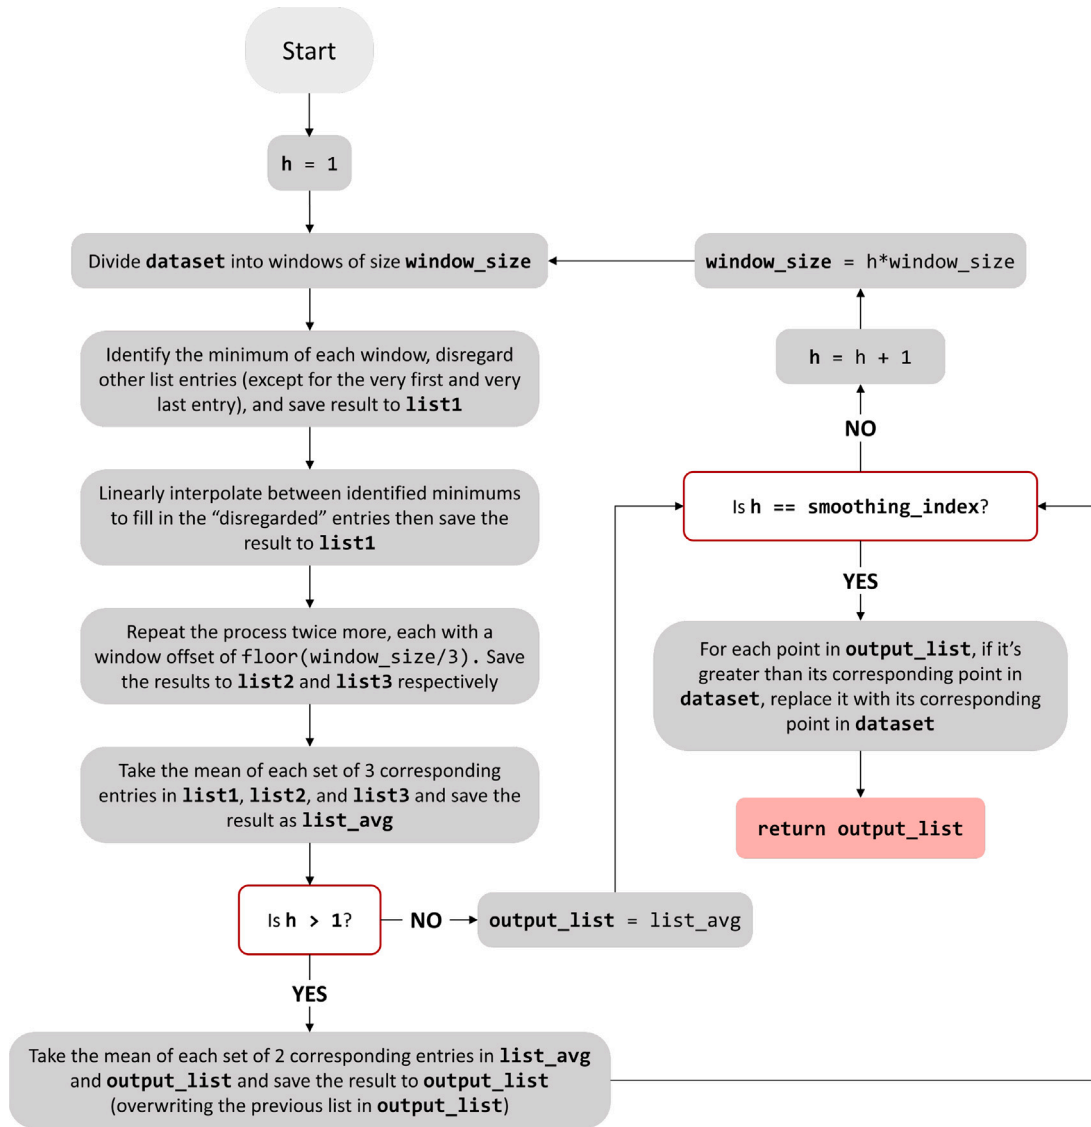 Start
h = 1
Divide dataset into windows of size window_size
Identify the minimum of each window, disregard
other list entries (except for the very first and very
last entry), and save result to list1
Linearly interpolate between identified minimums
to fill in the “disregarded” entries then save the
result to list1
Repeat the process twice more, each with a
window offset of floor(window_size/3). Save
the results to list2 and list3 respectively
Take the mean of each set of 3 corresponding
entries in list1, list2, and list3 and save the
result as list_avg
Is h > 1?
NO
output_list = list_avg
YES
Take the mean of each set of 2 corresponding entries in list_avg
and output_list and save the result to output_list
(overwriting the previous list in output_list)
window_size = h*window_size
h = h + 1
NO
Is h == smoothing_index?
YES
For each point in output_list, if it’s
greater than its corresponding point in
dataset, replace it with its corresponding
point in dataset
return output_list